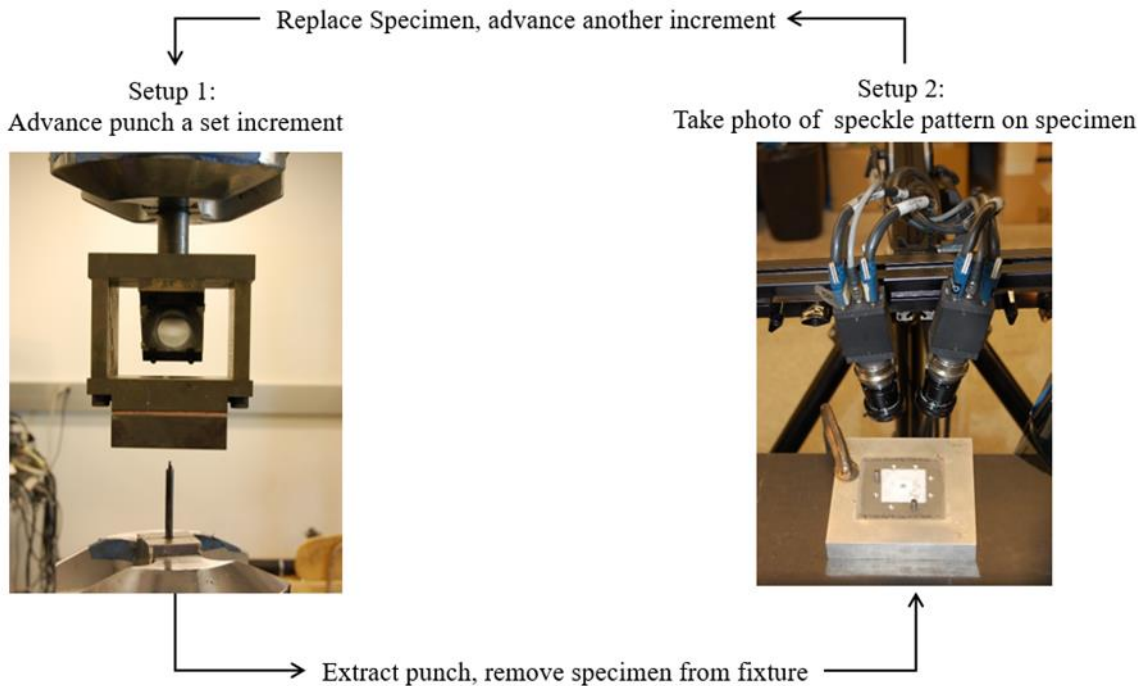 Replace Specimen, advance another increment
Setup 1:
Advance punch a set increment
Setup 2:
Take photo of speckle pattern on specimen
Extract punch, remove specimen from fixture